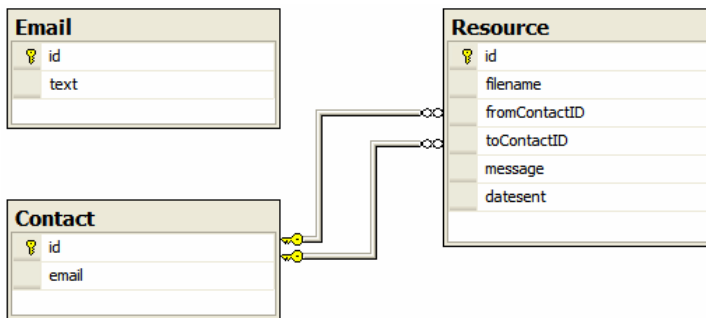 Email
id
text
Resource
id
filename
fromContactID
toContactID
message
datesent
Contact
id
email